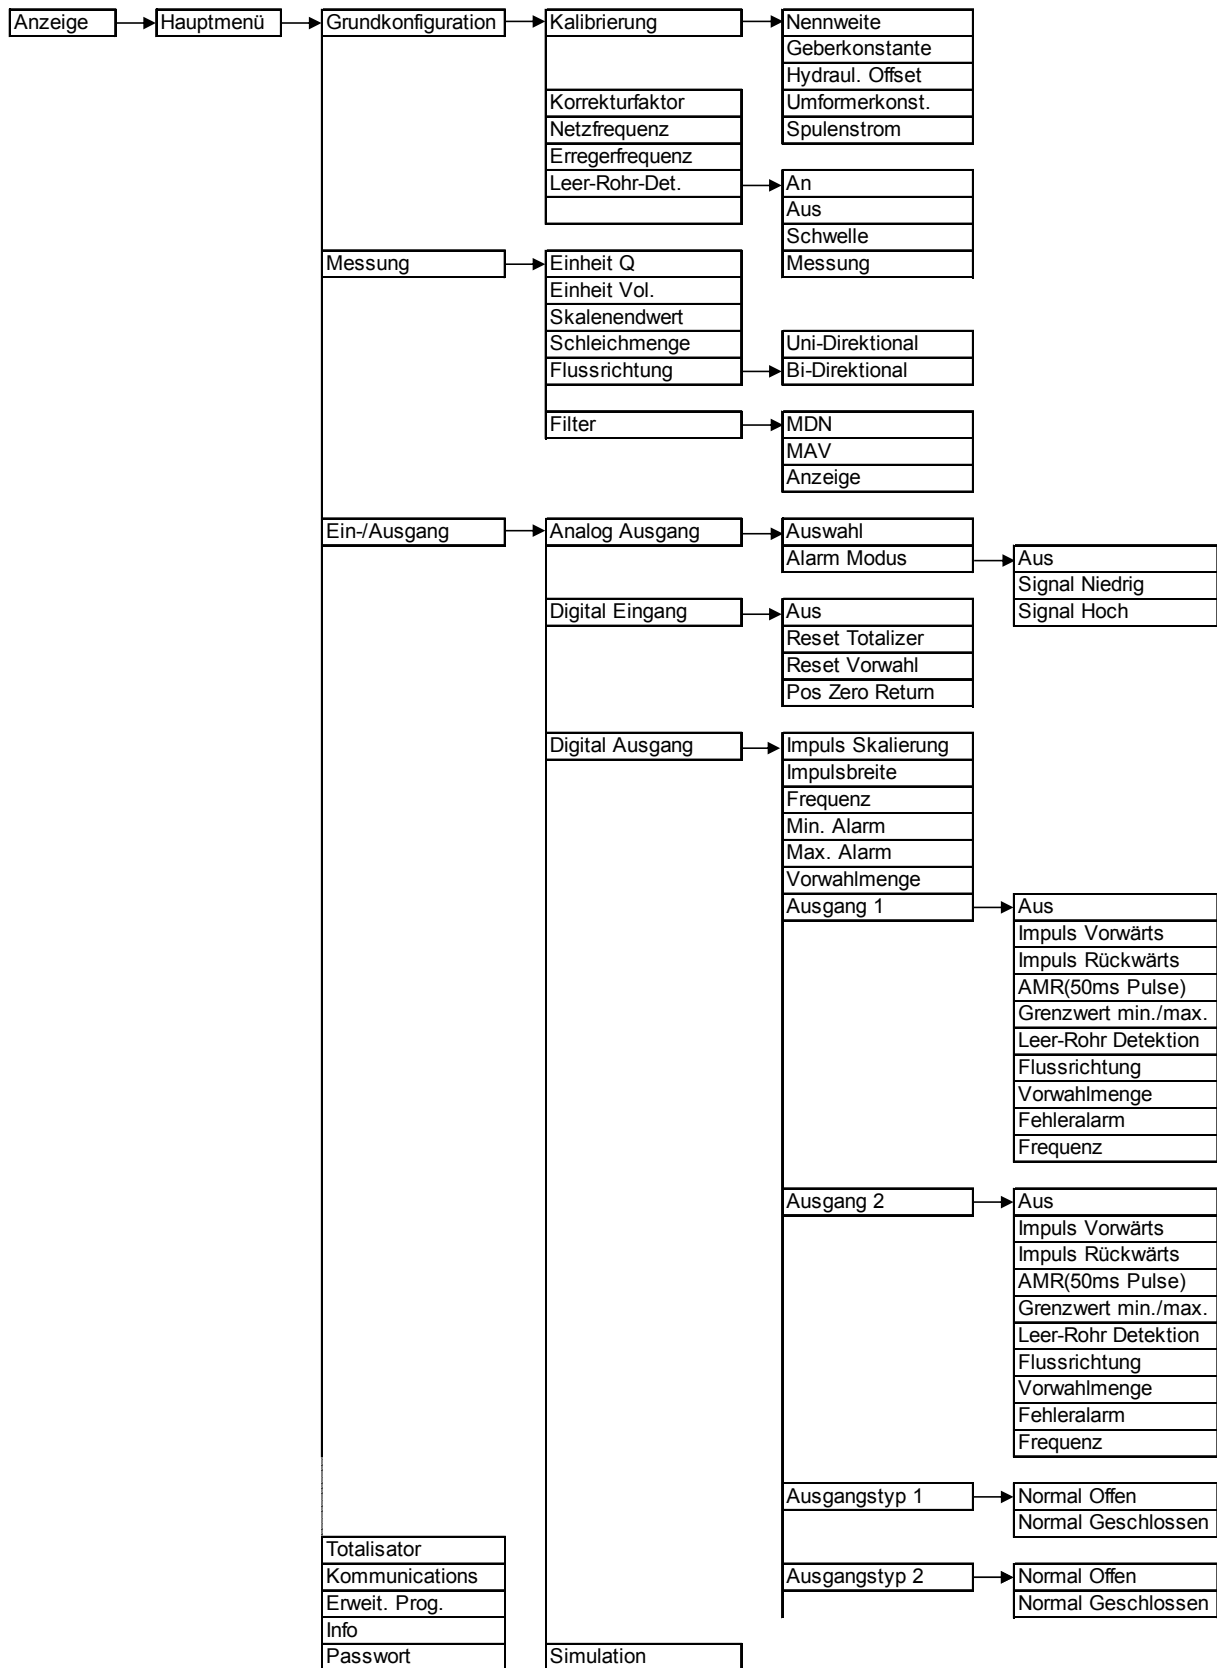 Anzeige
Hauptmenü
Grundkonfiguration
Kalibrierung
Nennweite
Geberkonstante
Hydraul. Offset
Umformerkonst.
Spulenstrom
Korrekturfaktor
Netzfrequenz
Erregerfrequenz
Leer-Rohr-Det.
An
Aus
Schwelle
Messung
Messung
Einheit Q
Einheit Vol.
Skalenendwert
Schleichmenge
Flussrichtung
Uni-Direktional
Bi-Direktional
Filter
MDN
MAV
Anzeige
Ein-/Ausgang
Analog Ausgang
Auswahl
Alarm Modus
Aus
Signal Niedrig
Signal Hoch
Digital Eingang
Aus
Reset Totalizer
Reset Vorwahl
Pos Zero Return
Digital Ausgang
Impuls Skalierung
Impulsbreite
Frequenz
Min. Alarm
Max. Alarm
Vorwahlmenge
Ausgang 1
Aus
Impuls Vorwärts
Impuls Rückwärts
AMR(50ms Pulse)
Grenzwert min./max.
Leer-Rohr Detektion
Flussrichtung
Vorwahlmenge
Fehleralarm
Frequenz
Ausgang 2
Aus
Impuls Vorwärts
Impuls Rückwärts
AMR(50ms Pulse)
Grenzwert min./max.
Leer-Rohr Detektion
Flussrichtung
Vorwahlmenge
Fehleralarm
Frequenz
Ausgangstyp 1
Normal Offen
Normal Geschlossen
Ausgangstyp 2
Normal Offen
Normal Geschlossen
Simulation
Totalisator
Kommunications
Erweit. Prog.
Info
Passwort